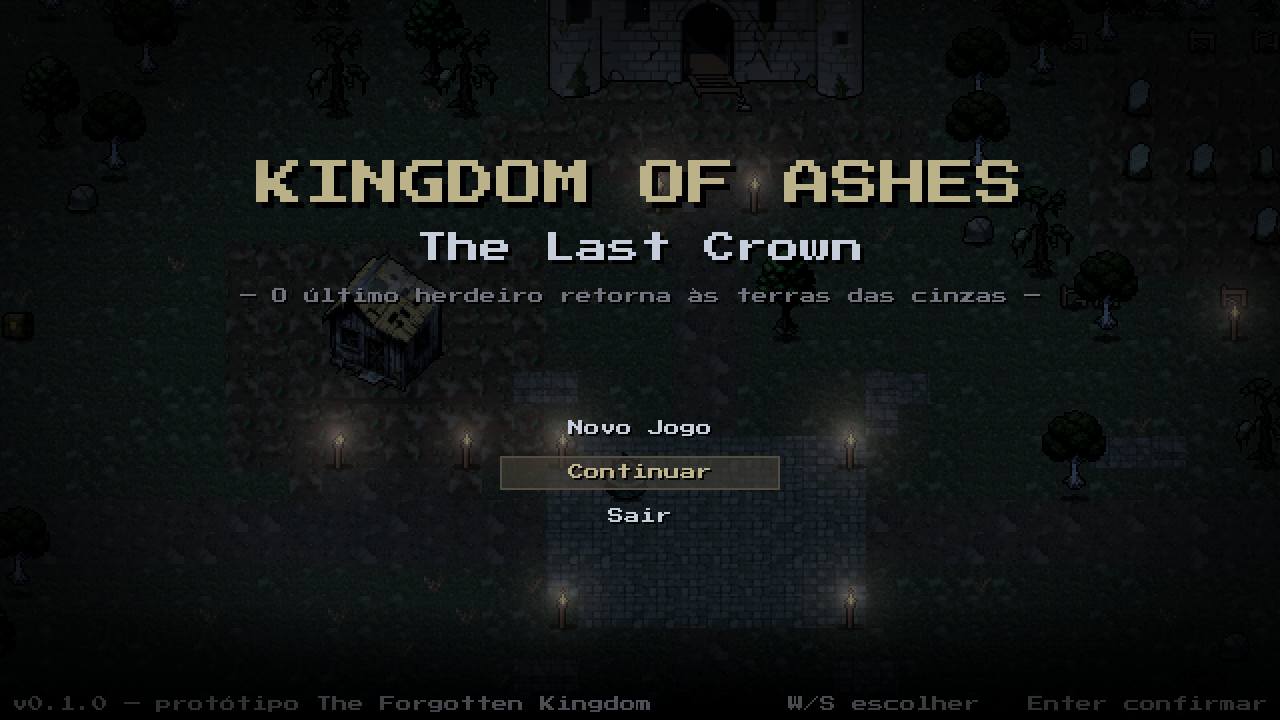 KINGDOM OF ASHES
The Last Crown
— O último herdeiro retorna às terras das cinzas —
Novo Jogo
Continuar
Sair
v0.1.0 — protótipo The Forgotten Kingdom
W/S escolher Enter confirmar